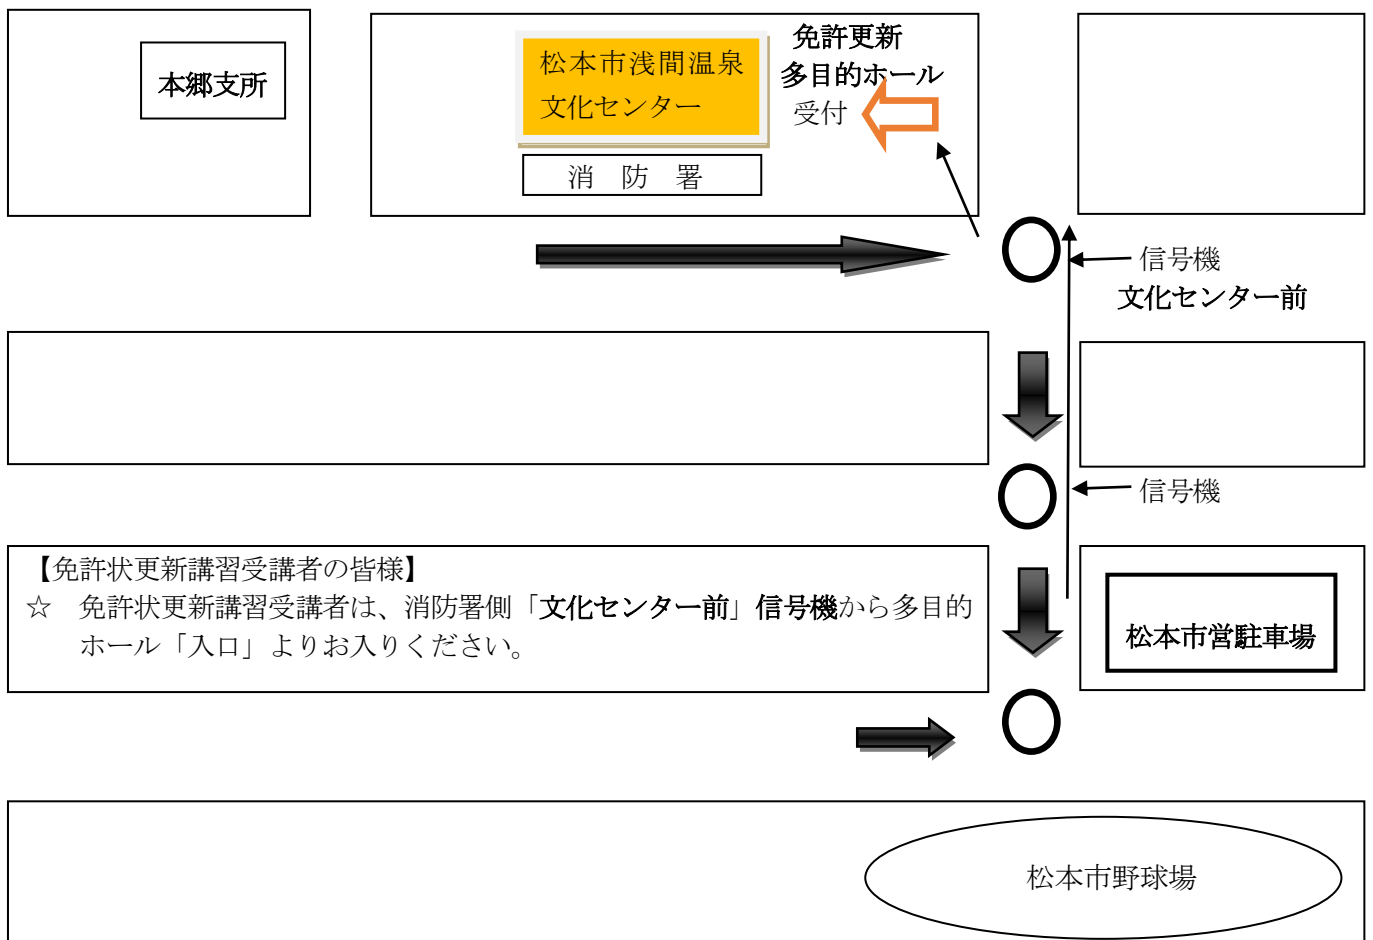 本郷支所
松本市浅間温泉
文化センター
免許更新
多目的ホール
受付
消　防　署
信号機
文化センター前
信号機
【免許状更新講習受講者の皆様】
☆　免許状更新講習受講者は、消防署側「文化センター前」信号機から多目的
ホール「入口」よりお入りください。
松本市営駐車場
松本市野球場